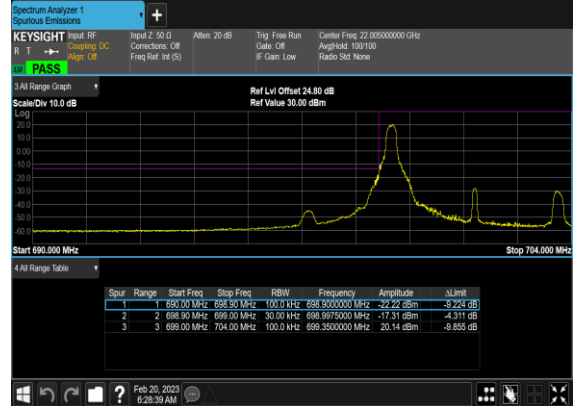 Spectrum Analyzer 1
Spurious Emissions
+
KEYSIGHT Input: RF
R T Coupling: DC
Align: Off
Input Z: 50 Ω
Corrections: Off
Freq Ref: Int (S)
Atten: 20 dB
Trig: Free Run
Gate: Off
IF Gain: Low
Center Freq: 22.005000000 GHz
Avg|Hold: 100/100
Radio Std: None
LM PASS
3 All Range Graph
Scale/Div 10.0 dB
Ref Lvl Offset 24.80 dB
Ref Value 30.00 dBm
Log
20.0
10.0
0.00
-10.0
-20.0
-30.0
-40.0
-50.0
-60.0
Start 690.000 MHz
Stop 704.000 MHz
4 All Range Table
Spur Range Start Freq Stop Freq RBW Frequency Amplitude ΔLimit
1 1 690.00 MHz 698.90 MHz 100.0 kHz 698.9000000 MHz -22.22 dBm -9.224 dB
2 2 698.90 MHz 699.00 MHz 30.00 kHz 698.9975000 MHz -17.31 dBm -4.311 dB
3 3 699.00 MHz 704.00 MHz 100.0 kHz 699.3500000 MHz 20.14 dBm -9.855 dB
?
Feb 20, 2023
6:28:39 AM